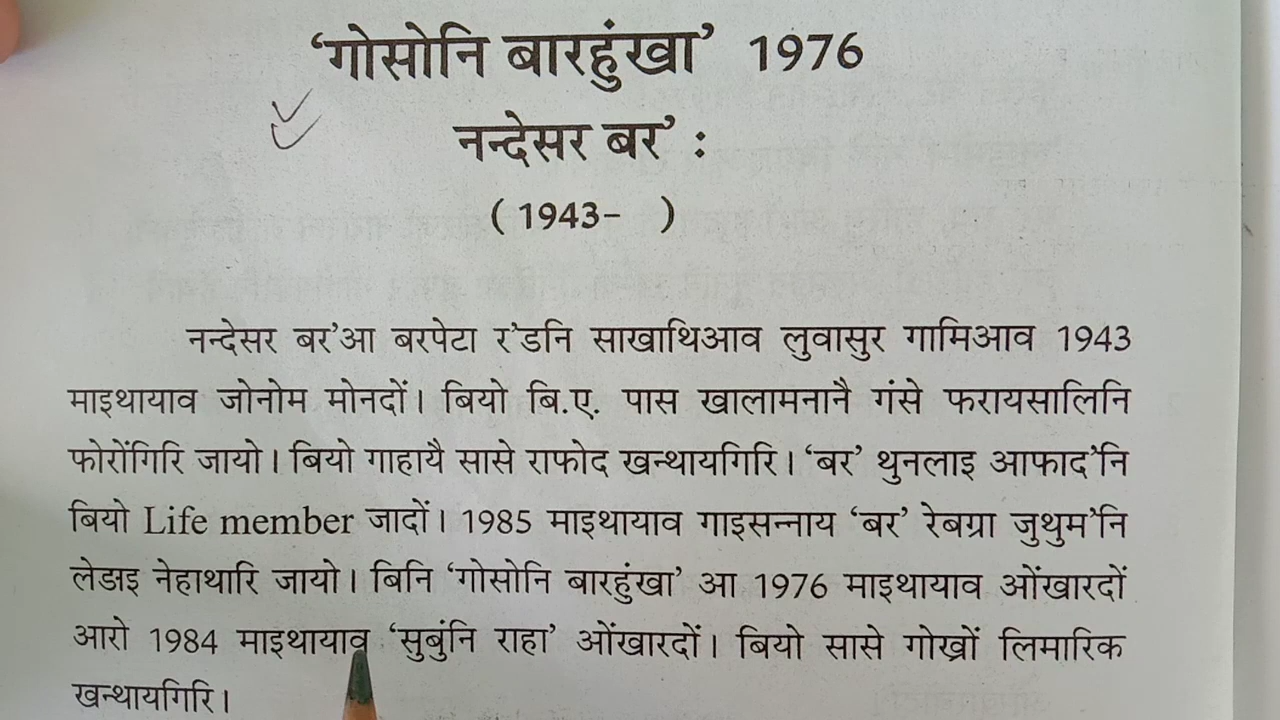 ‘गोसोनि बारहुंखा’ 1976
नन्देसर बर’ :
( 1943- )
नन्देसर बर’आ बरपेटा र’डनि साखाथिआव लुवासुर गामिआव 1943
माइथायाव जोनोम मोनदों। बियो बि.ए. पास खालामनानै गंसे फरायसालिनि
फोरोंगिरि जायो। बियो गाहायै सासे राफोद खन्थायगिरि। ‘बर’ थुनलाइ आफाद’नि
बियो Life member जादों। 1985 माइथायाव गाइसन्नाय ‘बर’ रेबग्रा जुथुम’नि
लेङाइ नेहाथारि जायो। बिनि ‘गोसोनि बारहुंखा’ आ 1976 माइथायाव ओंखारदों
आरो 1984 माइथायाव ‘सुबुंनि राहा’ ओंखारदों। बियो सासे गोख्रों लिमारिक
खन्थायगिरि।